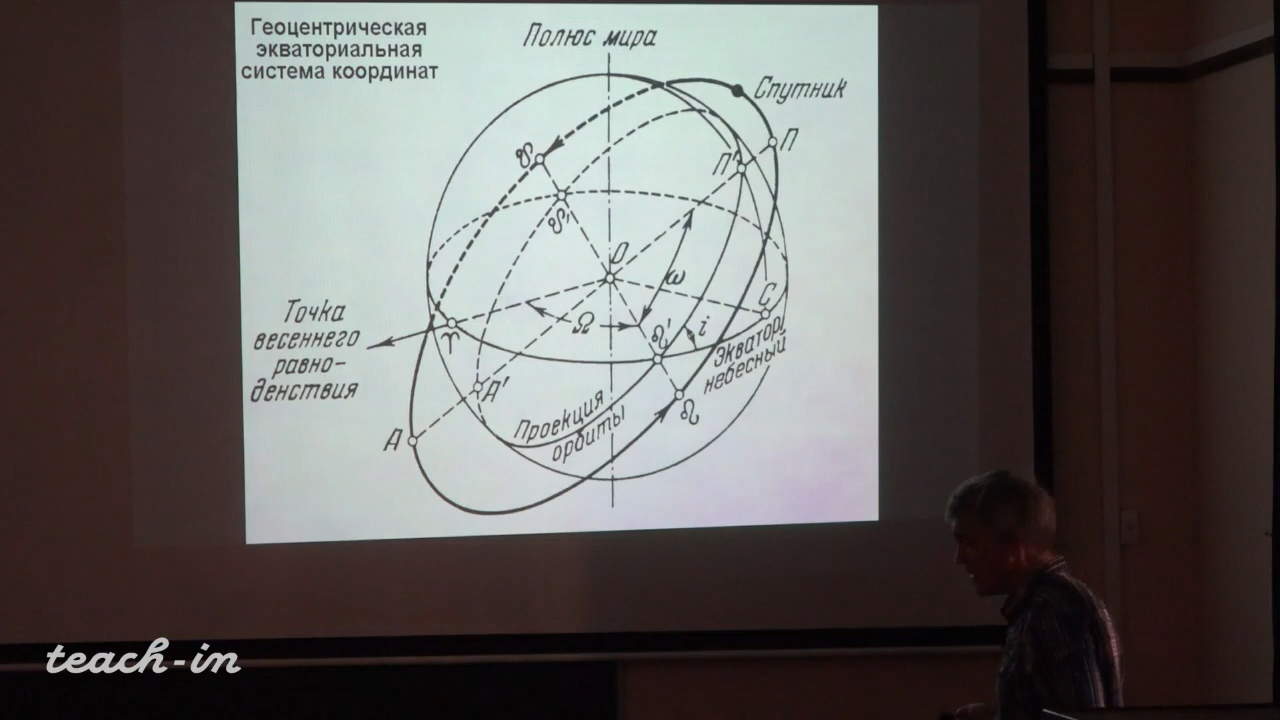 Геоцентрическая
экваториальная
система координат
Полюс мира
Спутник
П
П'
☋
☋'
O
ω
Точка
весеннего
равно-
денствия
♈
Ω
☊'
i
C
Экватор
небесный
A'
☊
A
Проекция
орбиты
teach-in